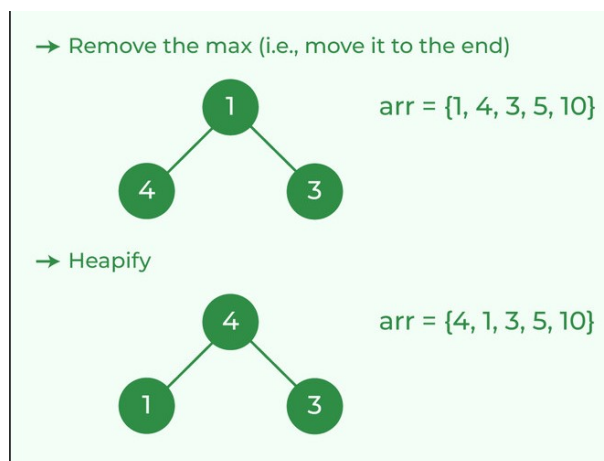 → Remove the max (i.e., move it to the end)
1
arr = {1, 4, 3, 5, 10}
4
3
→ Heapify
4
arr = {4, 1, 3, 5, 10}
1
3